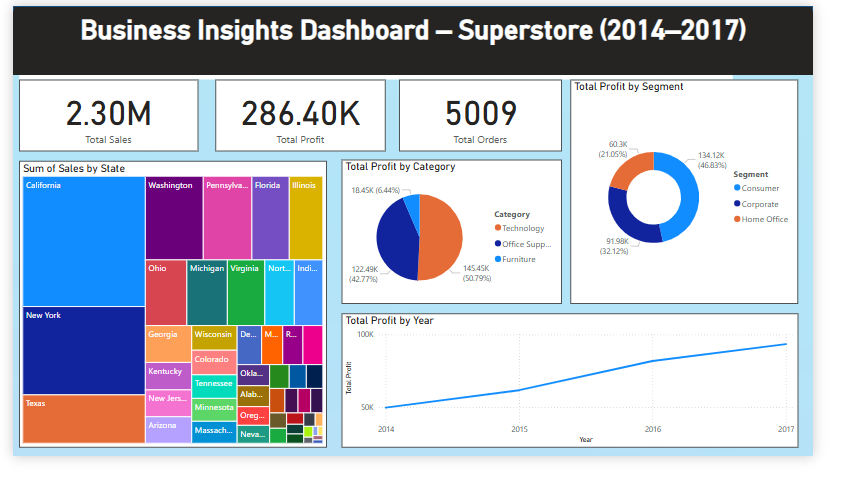 Business Insights Dashboard – Superstore (2014–2017)
2.30M
Total Sales
286.40K
Total Profit
5009
Total Orders
Total Profit by Segment
60.3K
(21.05%)
134.12K
(46.83%)
91.98K
(32.12%)
Segment
Consumer
Corporate
Home Office
Sum of Sales by State
California
New York
Texas
Washington
Pennsylva...
Florida
Illinois
Ohio
Michigan
Virginia
Nort...
Indi...
Georgia
Kentucky
New Jers...
Arizona
Wisconsin
Colorado
Tennessee
Minnesota
Massach...
De...
M...
R...
Okla...
Alab...
Oreg...
Neva...
Total Profit by Category
18.45K (6.44%)
122.49K
(42.77%)
145.45K
(50.79%)
Category
Technology
Office Supp...
Furniture
Total Profit by Year
100K
50K
Total Profit
2014
2015
2016
2017
Year